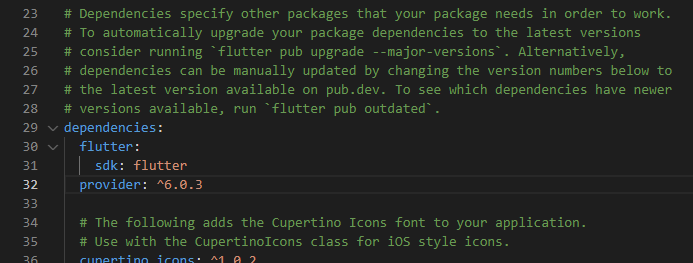 23 # Dependencies specify other packages that your package needs in order to work.
24 # To automatically upgrade your package dependencies to the latest versions
25 # consider running `flutter pub upgrade --major-versions`. Alternatively,
26 # dependencies can be manually updated by changing the version numbers below to
27 # the latest version available on pub.dev. To see which dependencies have newer
28 # versions available, run `flutter pub outdated`.
29 dependencies:
30 flutter:
31 sdk: flutter
32 provider: ^6.0.3
33
34 # The following adds the Cupertino Icons font to your application.
35 # Use with the CupertinoIcons class for iOS style icons.
36 cupertino_icons: ^1.0.2